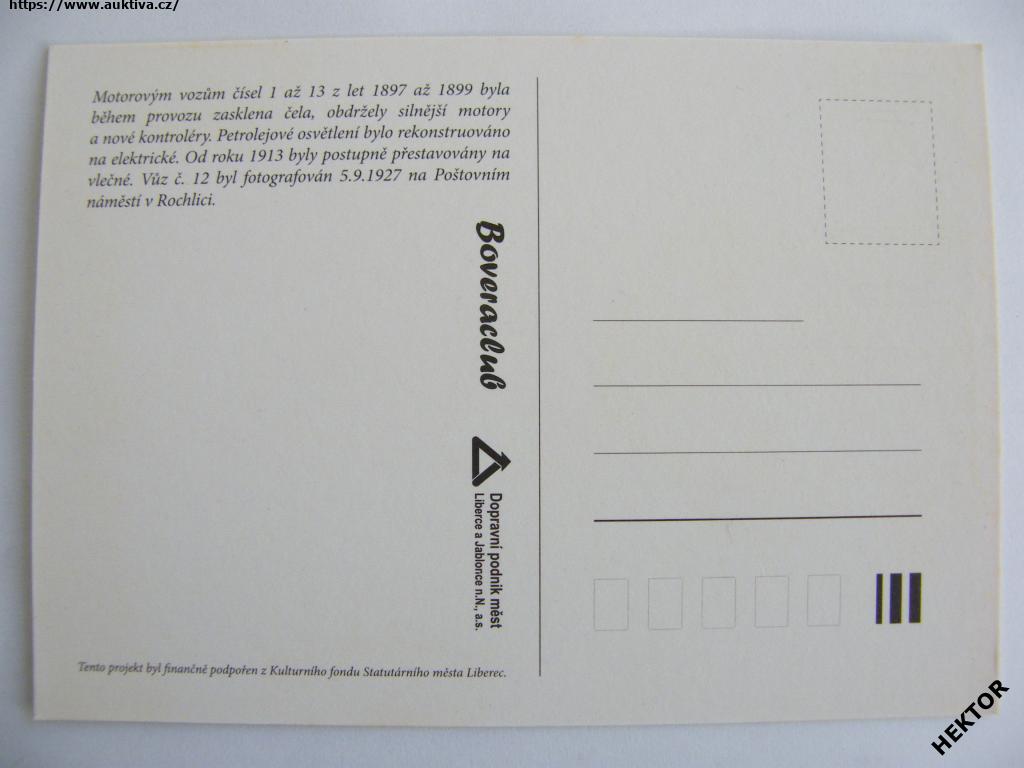 https://www.auktiva.cz/
Motorovým vozům čísel 1 až 13 z let 1897 až 1899 byla
během provozu zasklena čela, obdržely silnější motory
a nové kontroléry. Petrolejové osvětlení bylo rekonstruováno
na elektrické. Od roku 1913 byly postupně přestavovány na
vlečné. Vůz č. 12 byl fotografován 5.9.1927 na Poštovním
náměstí v Rochlici.
Boveraclub
Dopravní podnik měst
Liberce a Jablonce n.N., a.s.
Tento projekt byl finančně podpořen z Kulturního fondu Statutárního města Liberec.
HEKTOR